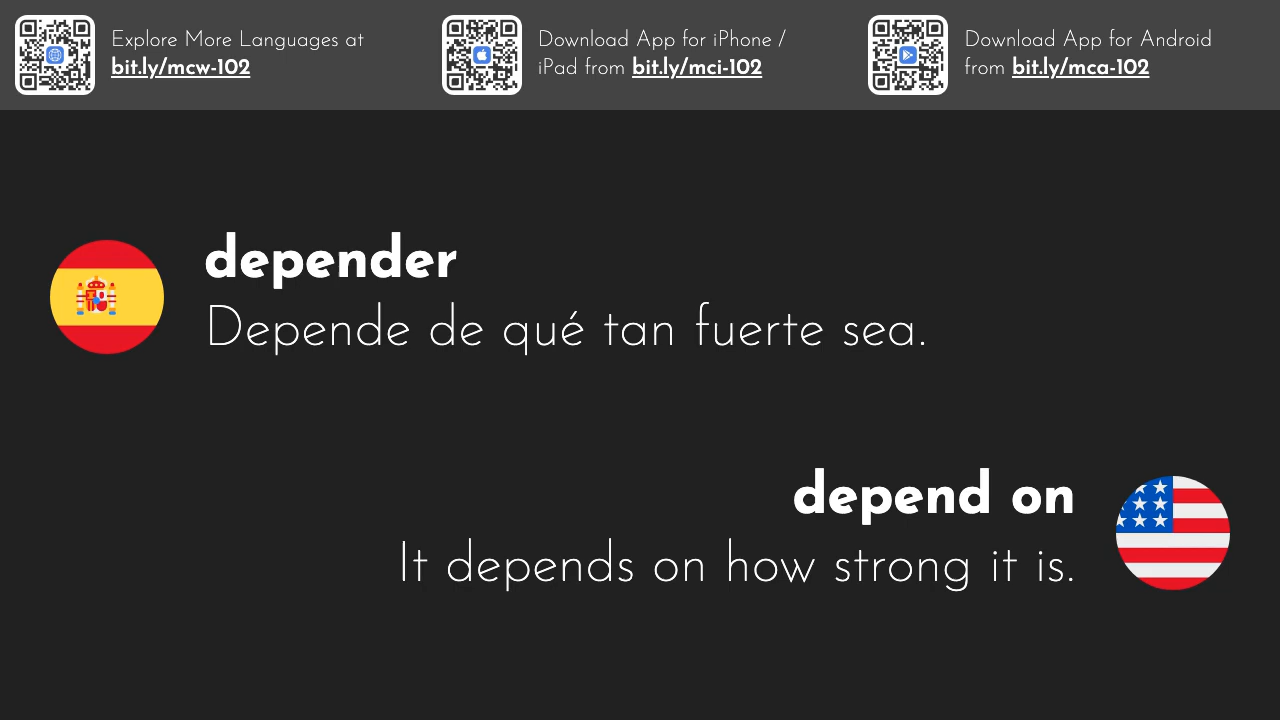 Explore More Languages at
bit.ly/mcw-102
Download App for iPhone /
iPad from bit.ly/mci-102
Download App for Android
from bit.ly/mca-102
depender
Depende de qué tan fuerte sea.
depend on
It depends on how strong it is.